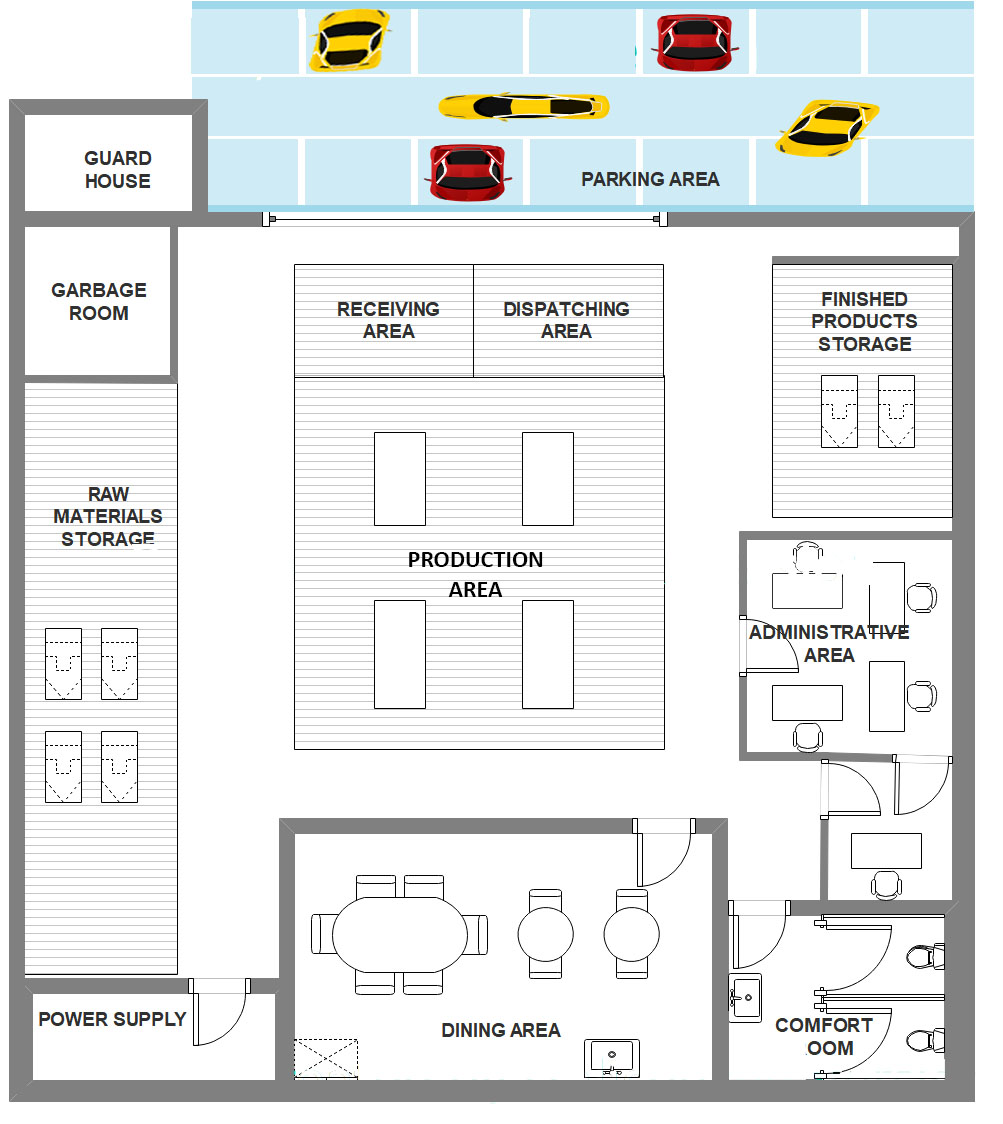 GUARD
HOUSE
PARKING AREA
GARBAGE
ROOM
RECEIVING
AREA
DISPATCHING
AREA
FINISHED
PRODUCTS
STORAGE
RAW
MATERIALS
STORAGE
PRODUCTION
AREA
ADMINISTRATIVE
AREA
POWER SUPPLY
DINING AREA
COMFORT
OOM